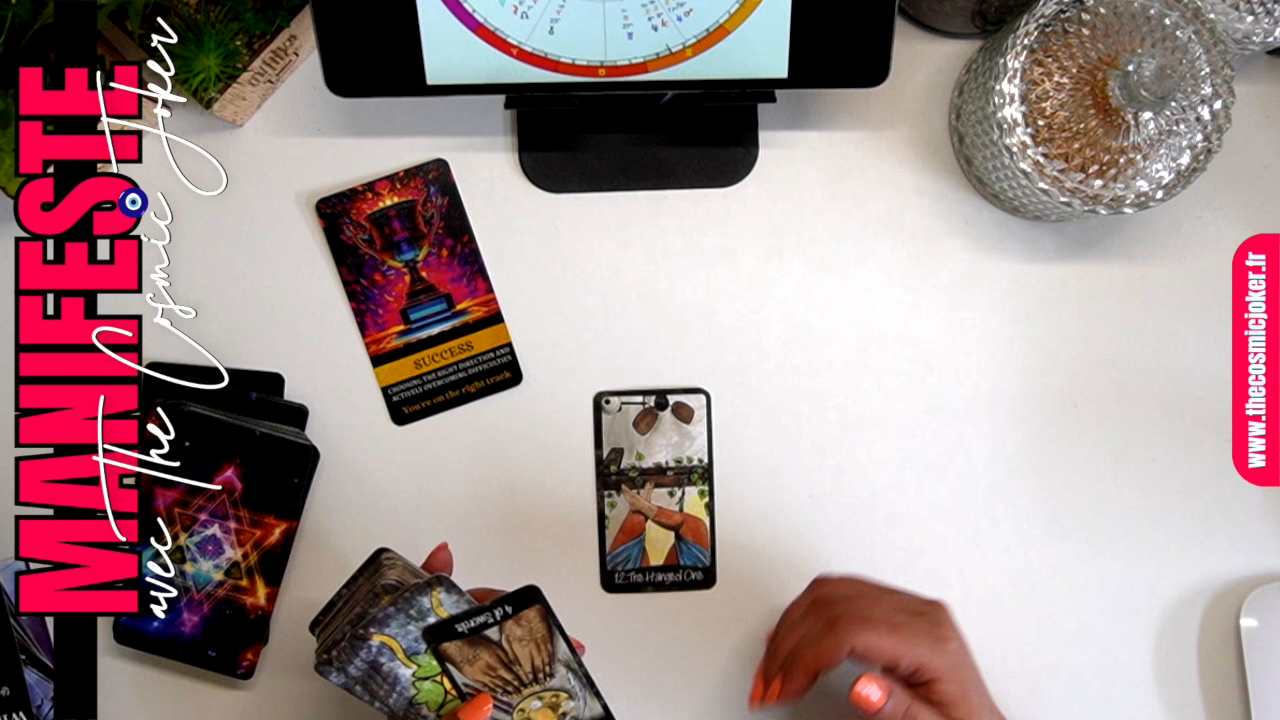 MANIFESTE
avec The Cosmic Joker
www.thecosmicjoker.fr
SUCCESS
CHOOSING THE RIGHT DIRECTION AND
ACTIVELY OVERCOMING DIFFICULTIES
You're on the right track
12. The Hanged One
4 of Swords